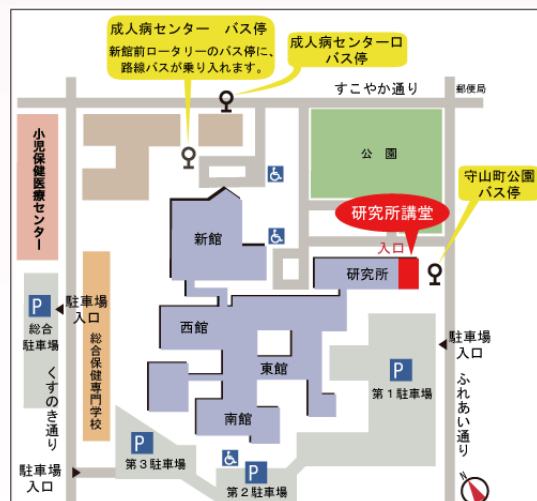 成人病センター　バス停
新館前ロータリーのバス停に、
路線バスが乗り入れます。
成人病センター口
バス停
すこやか通り
郵便局
小児保健医療センター
公園
守山町公園
バス停
研究所講堂
入口
新館
研究所
P
総合
駐車場
駐車場
入口
総合保健専門学校
くすのき通り
西館
東館
南館
P
第1駐車場
駐車場
入口
ふれあい通り
駐車場
入口
P
第3駐車場
P
第2駐車場
N